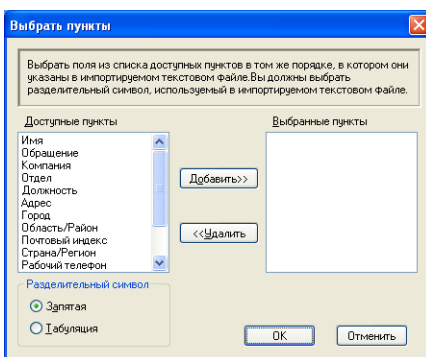 Выбрать пункты
Выбрать поля из списка доступных пунктов в том же порядке, в котором они
указаны в импортируемом текстовом файле.Вы должны выбрать
разделительный символ, используемый в импортируемом текстовом файле.
Доступные пункты
Выбранные пункты
Имя
Обращение
Компания
Отдел
Должность
Адрес
Город
Область/Район
Почтовый индекс
Страна/Регион
Рабочий телефон
Добавить>>
<<Удалить
Разделительный символ
Запятая
Табуляция
OK
Отменить